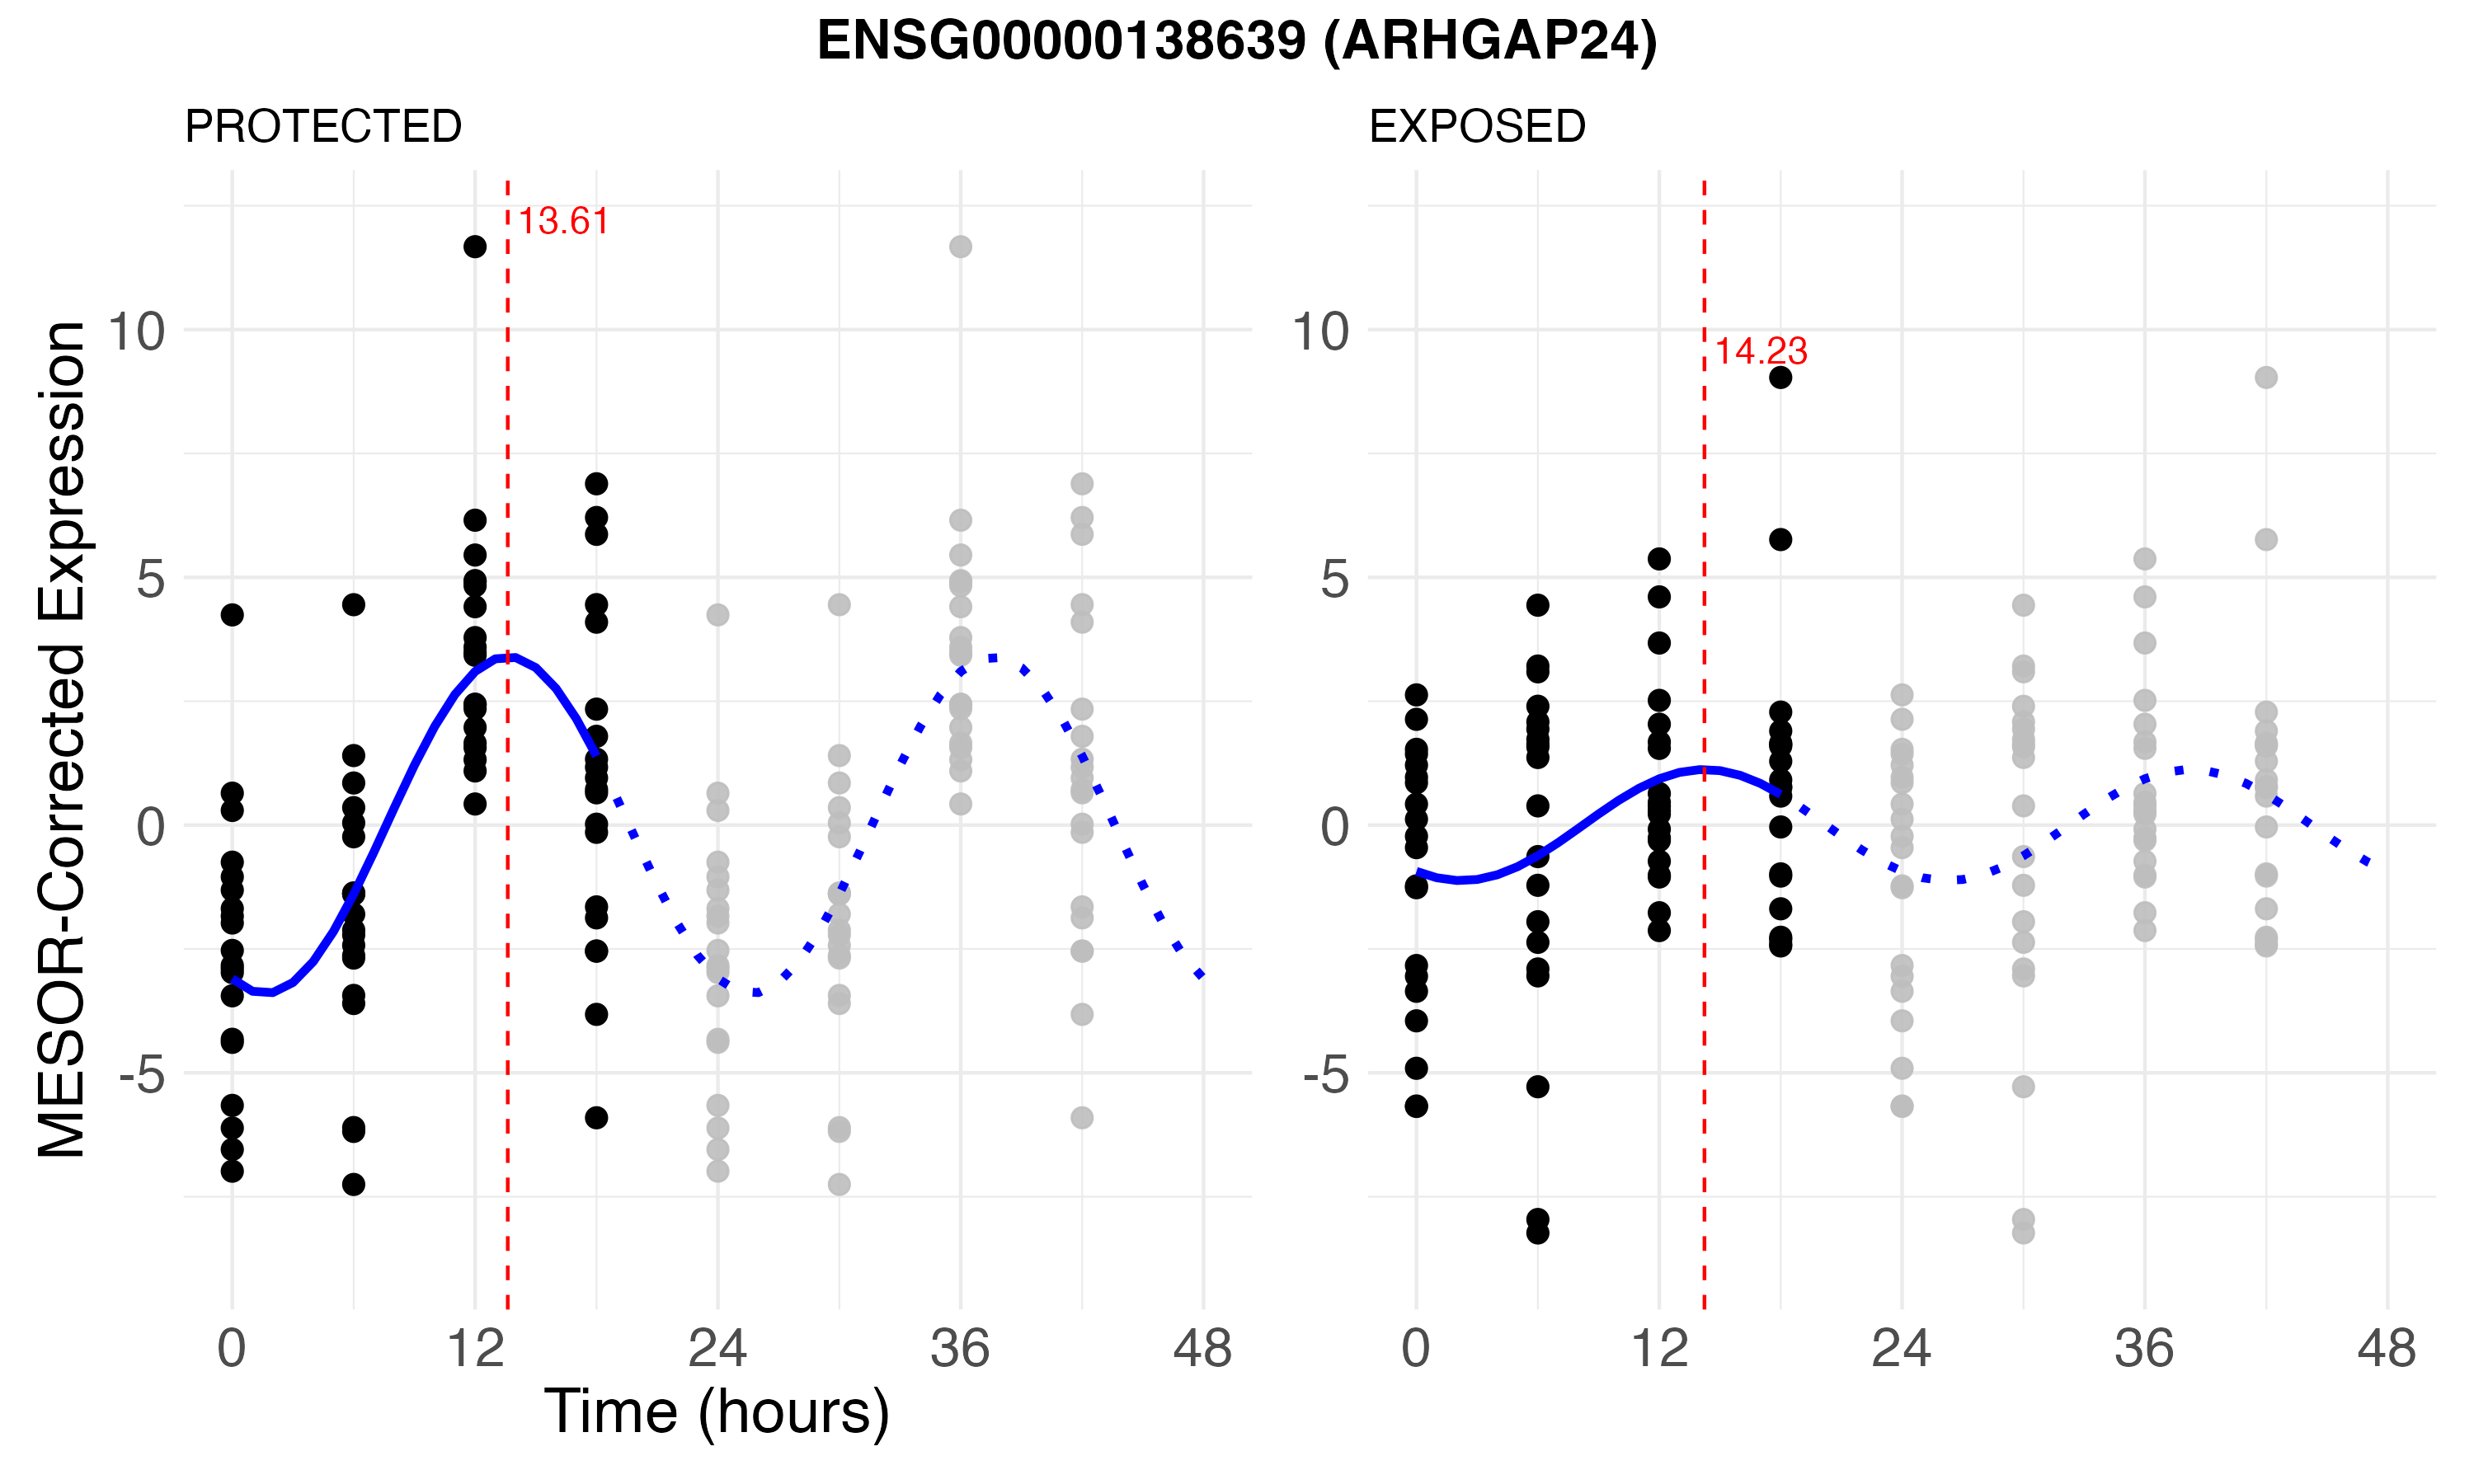 ENSG00000138639 (ARHGAP24)
PROTECTED
EXPOSED
MESOR-Corrected Expression
10
5
0
-5
13.61
0 12 24 36 48
Time (hours)
10
5
0
-5
14.23
0 12 24 36 48